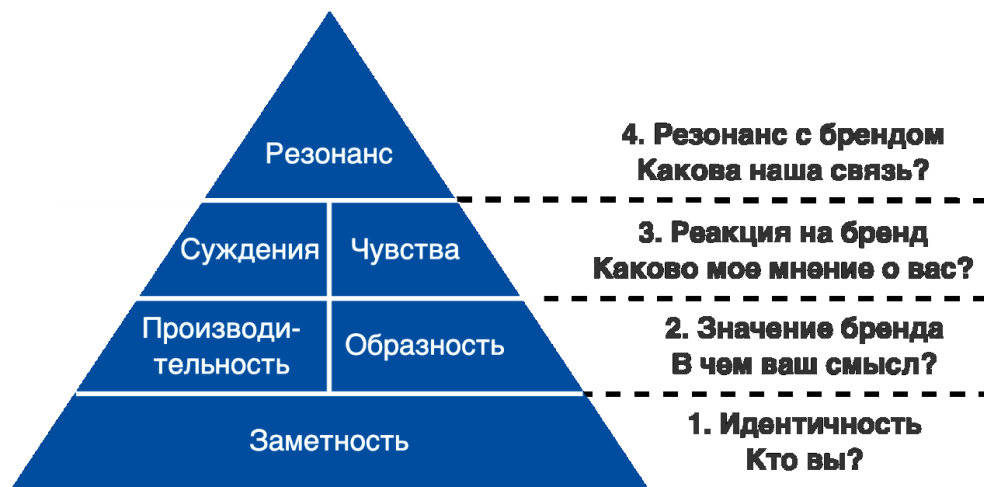 Резонанс
4. Резонанс с брендом
Какова наша связь?
Суждения
Чувства
3. Реакция на бренд
Каково мое мнение о вас?
Производи-
тельность
Образность
2. Значение бренда
В чем ваш смысл?
Заметность
1. Идентичность
Кто вы?